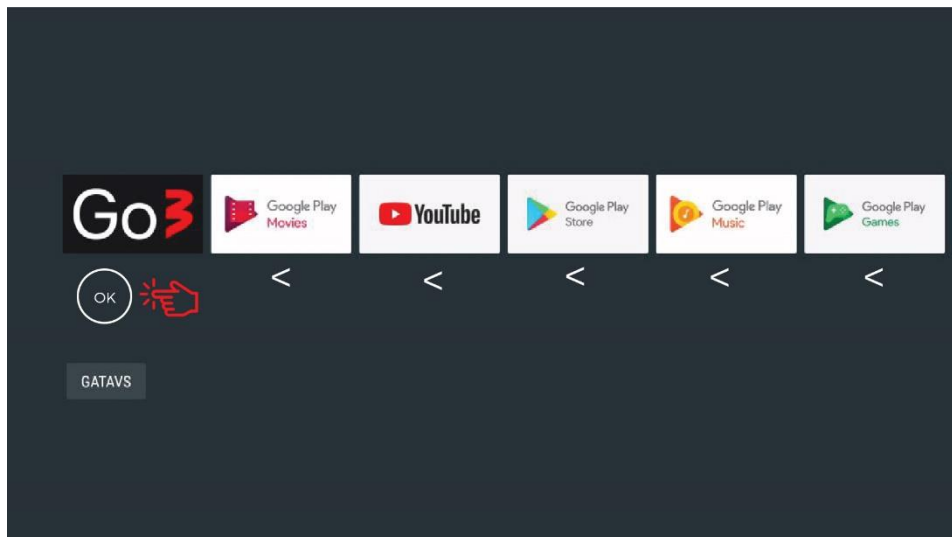 Go3
Google Play
Movies
YouTube
Google Play
Store
Google Play
Music
Google Play
Games
< < < < <
OK
GATAVS